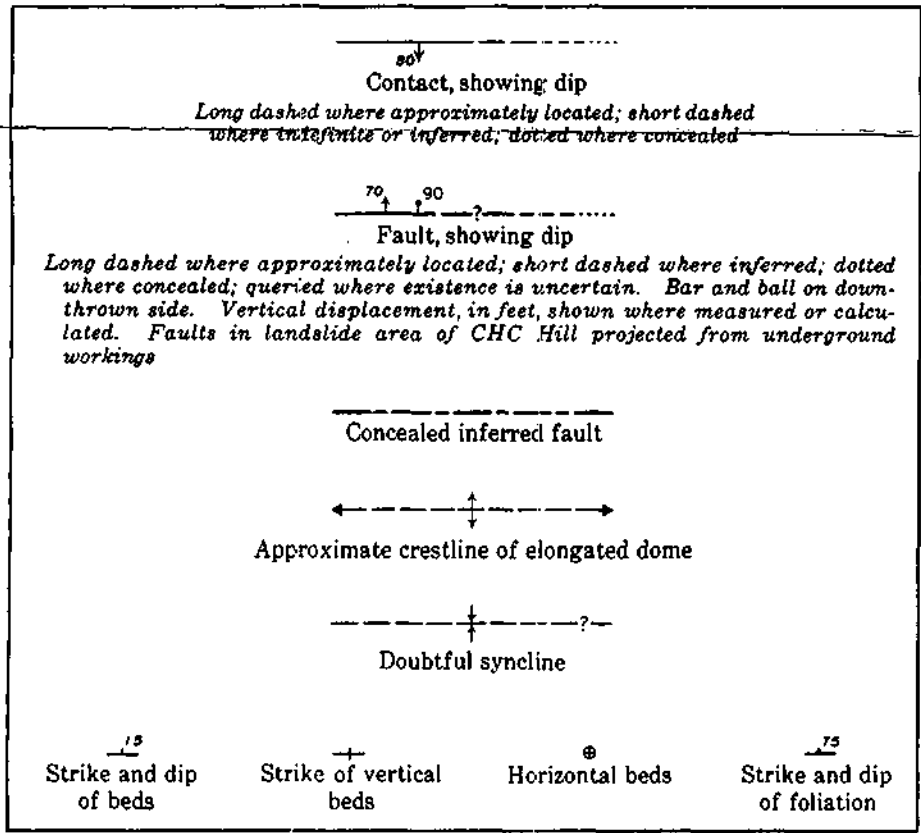 80
Contact, showing dip
Long dashed where approximately located; short dashed
where indefinite or inferred; dotted where concealed
70 90
?
Fault, showing dip
Long dashed where approximately located; short dashed where inferred; dotted
where concealed; queried where existence is uncertain. Bar and ball on down-
thrown side. Vertical displacement, in feet, shown where measured or calcu-
lated. Faults in landslide area of CHC Hill projected from underground
workings
Concealed inferred fault
Approximate crestline of elongated dome
?
Doubtful syncline
15 75
Strike and dip Strike of vertical Horizontal beds Strike and dip
of beds beds of foliation